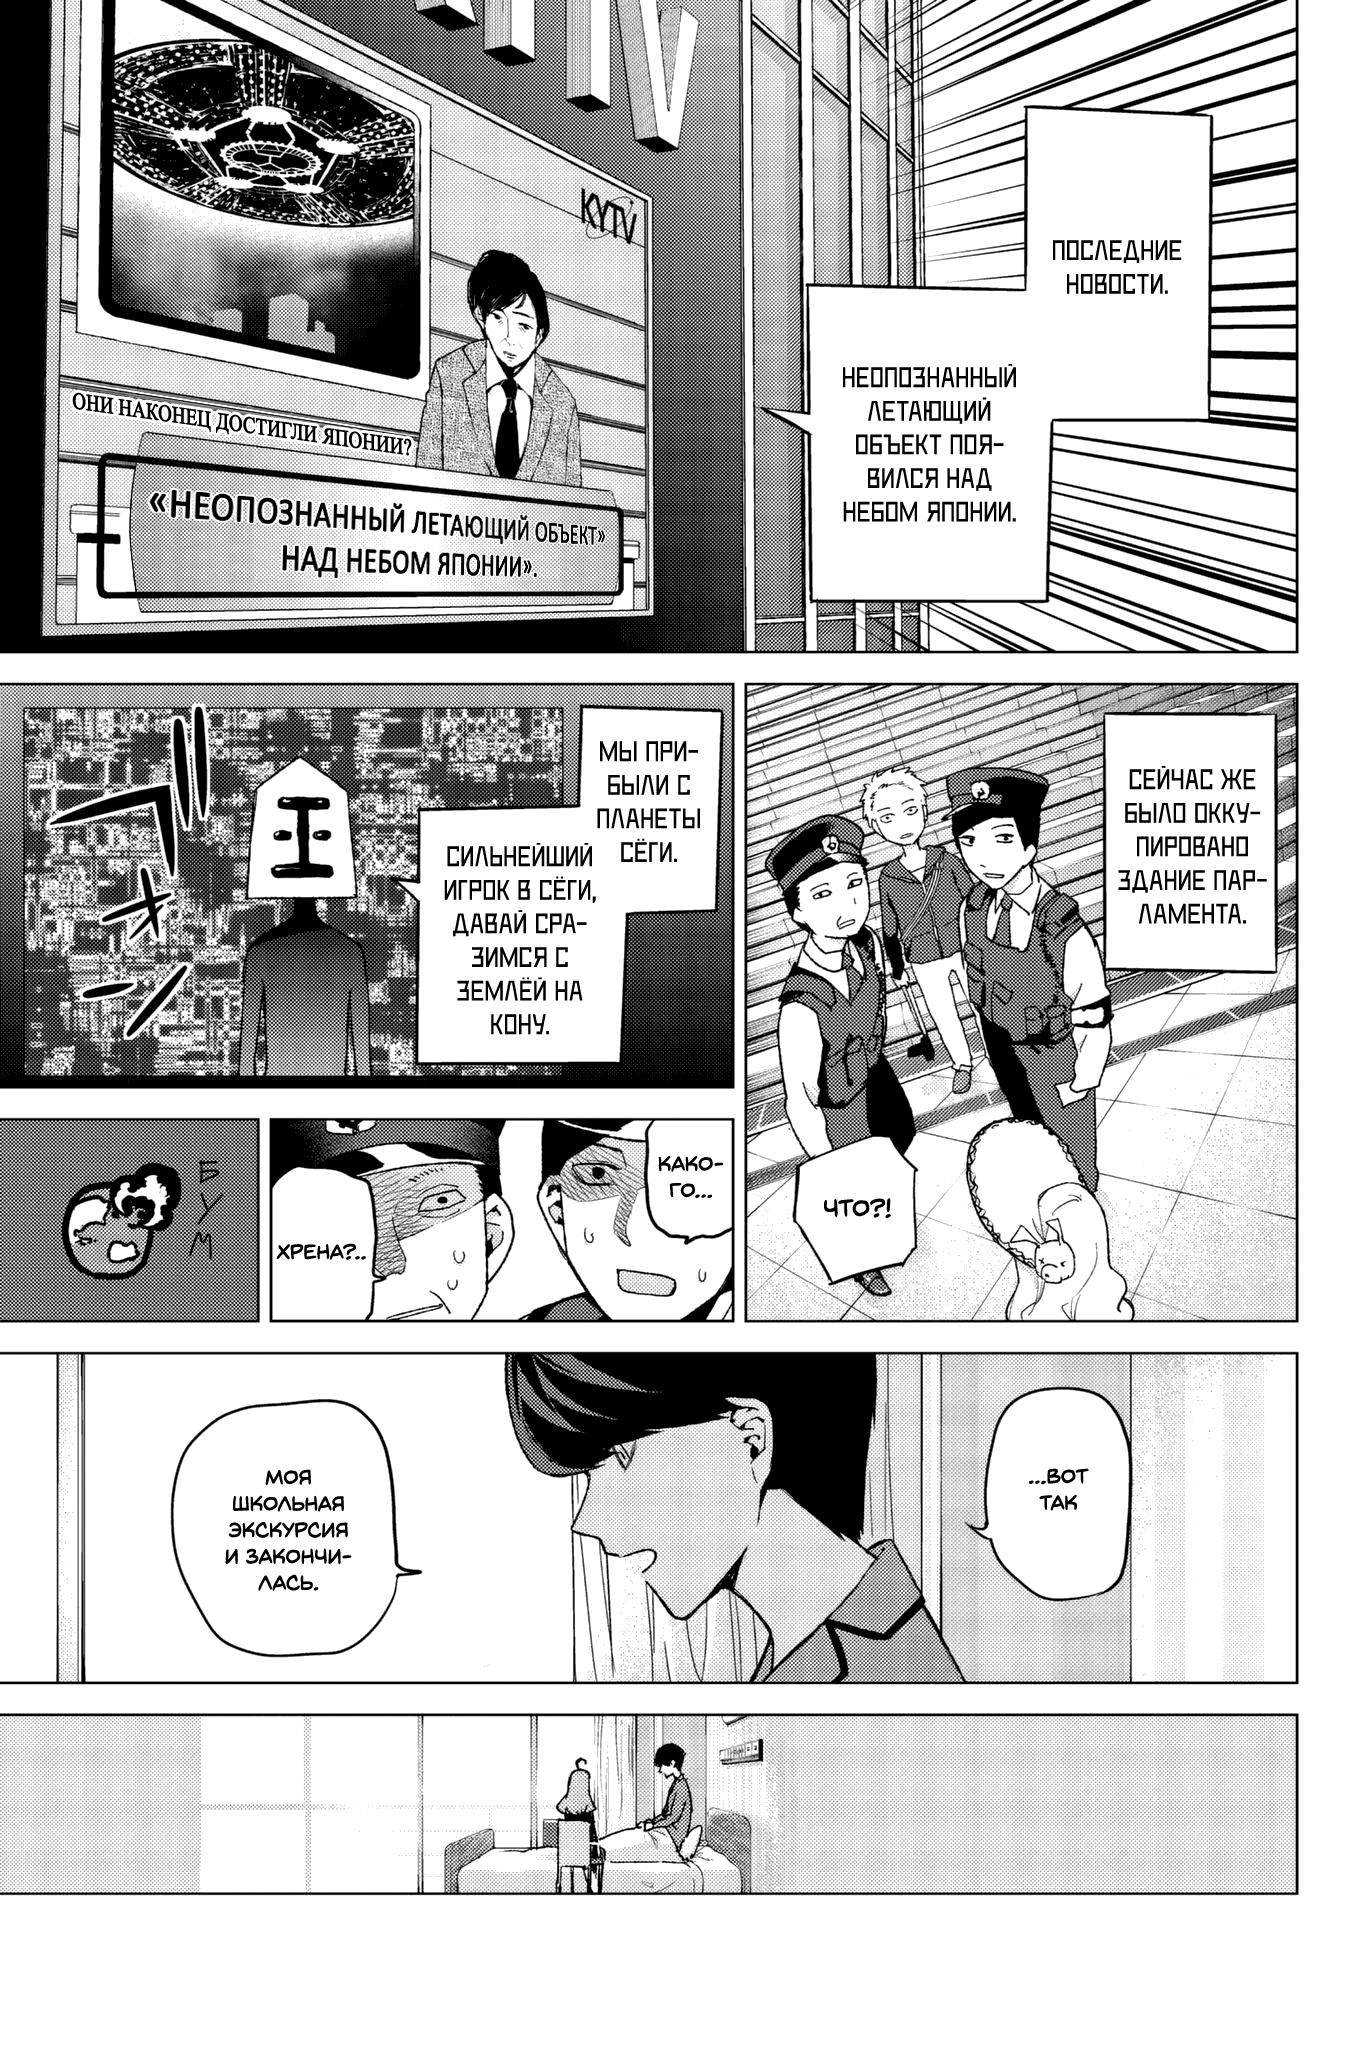 ПОСЛЕДНИЕ
НОВОСТИ.
НЕОПОЗНАННЫЙ
ЛЕТАЮЩИЙ
ОБЪЕКТ ПОЯ-
ВИЛСЯ НАД
НЕБОМ ЯПОНИИ.
KYTV
ОНИ НАКОНЕЦ ДОСТИГЛИ ЯПОНИИ?
«НЕОПОЗНАННЫЙ ЛЕТАЮЩИЙ ОБЪЕКТ»
НАД НЕБОМ ЯПОНИИ».
СЕЙЧАС ЖЕ
БЫЛО ОККУ-
ПИРОВАНО
ЗДАНИЕ ПАР-
ЛАМЕНТА.
ЧТО?!
МЫ ПРИ-
БЫЛИ С
ПЛАНЕТЫ
СЁГИ.
СИЛЬНЕЙШИЙ
ИГРОК В СЁГИ,
ДАВАЙ СРА-
ЗИМСЯ С
ЗЕМЛЁЙ НА
КОНУ.
КАКО-
ГО...
ХРЕНА?..
БУМ
...ВОТ
ТАК
МОЯ
ШКОЛЬНАЯ
ЭКСКУРСИЯ
И ЗАКОНЧИ-
ЛАСЬ.